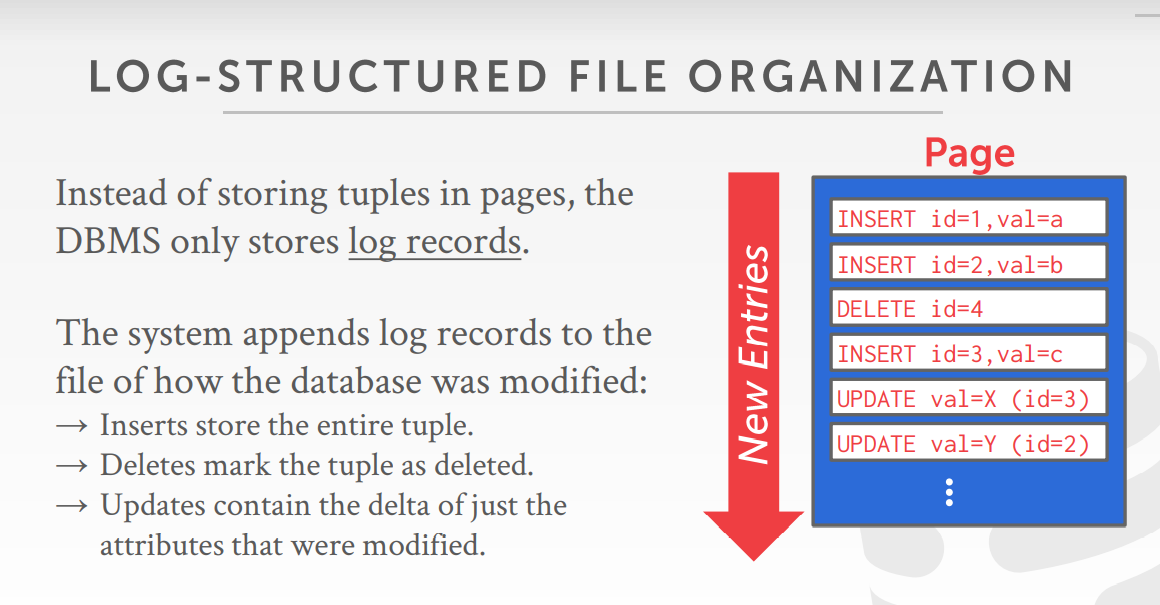 LOG-STRUCTURED FILE ORGANIZATION
Instead of storing tuples in pages, the
DBMS only stores log records.
The system appends log records to the
file of how the database was modified:
→ Inserts store the entire tuple.
→ Deletes mark the tuple as deleted.
→ Updates contain the delta of just the
attributes that were modified.
New Entries
Page
INSERT id=1,val=a
INSERT id=2,val=b
DELETE id=4
INSERT id=3,val=c
UPDATE val=X (id=3)
UPDATE val=Y (id=2)
⋮